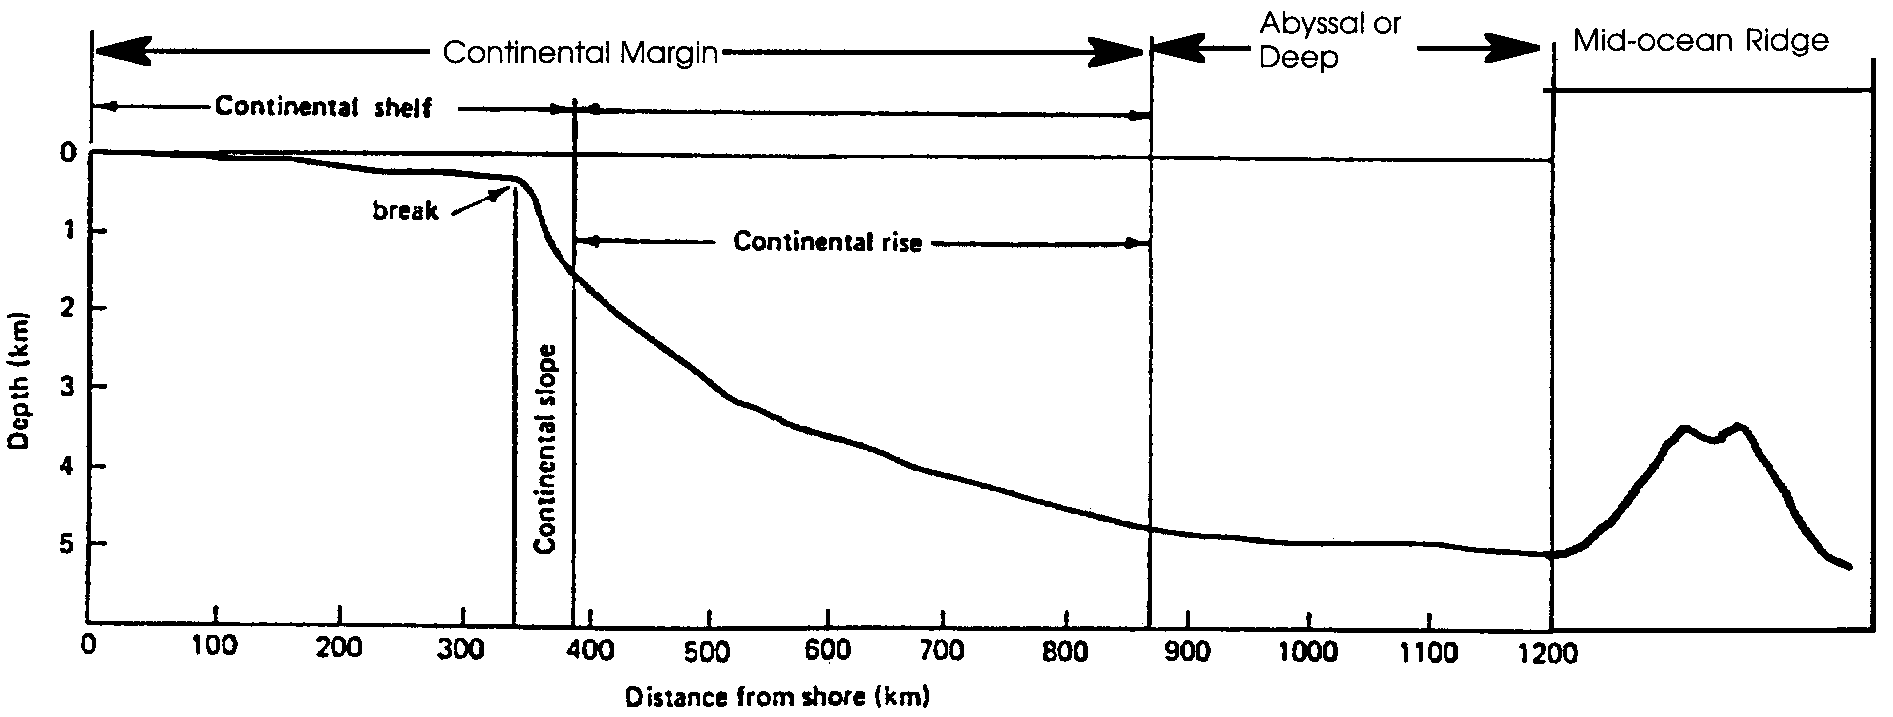 Continental Margin
Abyssal or
Deep
Mid-ocean Ridge
Continental shelf
0
break
1
Continental rise
2
Depth (km)
3
Continental slope
4
5
0 100 200 300 400 500 600 700 800 900 1000 1100 1200
Distance from shore (km)